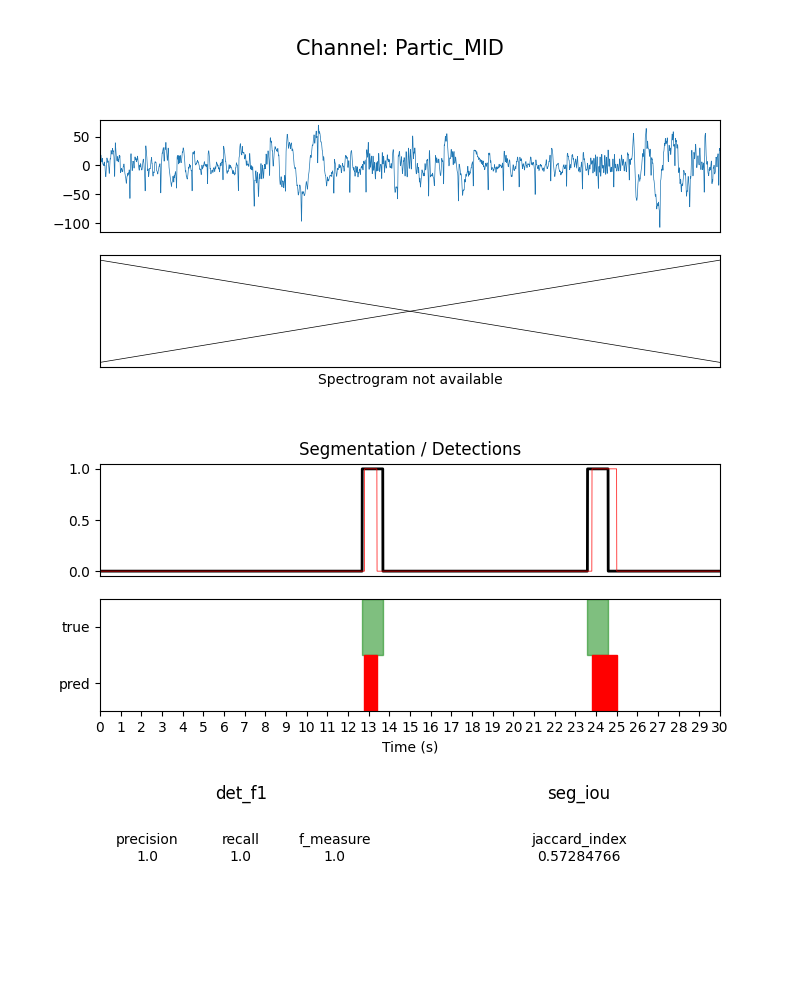 Channel: Partic_MID
50
0
−50
−100
Spectrogram not available
Segmentation / Detections
1.0
0.5
0.0
true
pred
0 1 2 3 4 5 6 7 8 9 10 11 12 13 14 15 16 17 18 19 20 21 22 23 24 25 26 27 28 29 30
Time (s)
det_f1 seg_iou
precision recall f_measure jaccard_index
1.0 1.0 1.0 0.57284766